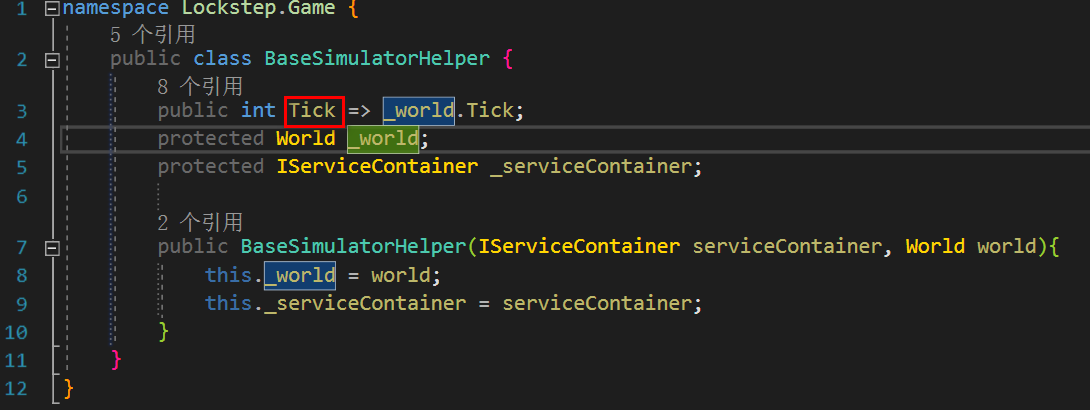 1 namespace Lockstep.Game {
5 个引用
2 public class BaseSimulatorHelper {
8 个引用
3 public int Tick => _world.Tick;
4 protected World _world;
5 protected IServiceContainer _serviceContainer;
6
2 个引用
7 public BaseSimulatorHelper(IServiceContainer serviceContainer, World world){
8 this._world = world;
9 this._serviceContainer = serviceContainer;
10 }
11 }
12 }